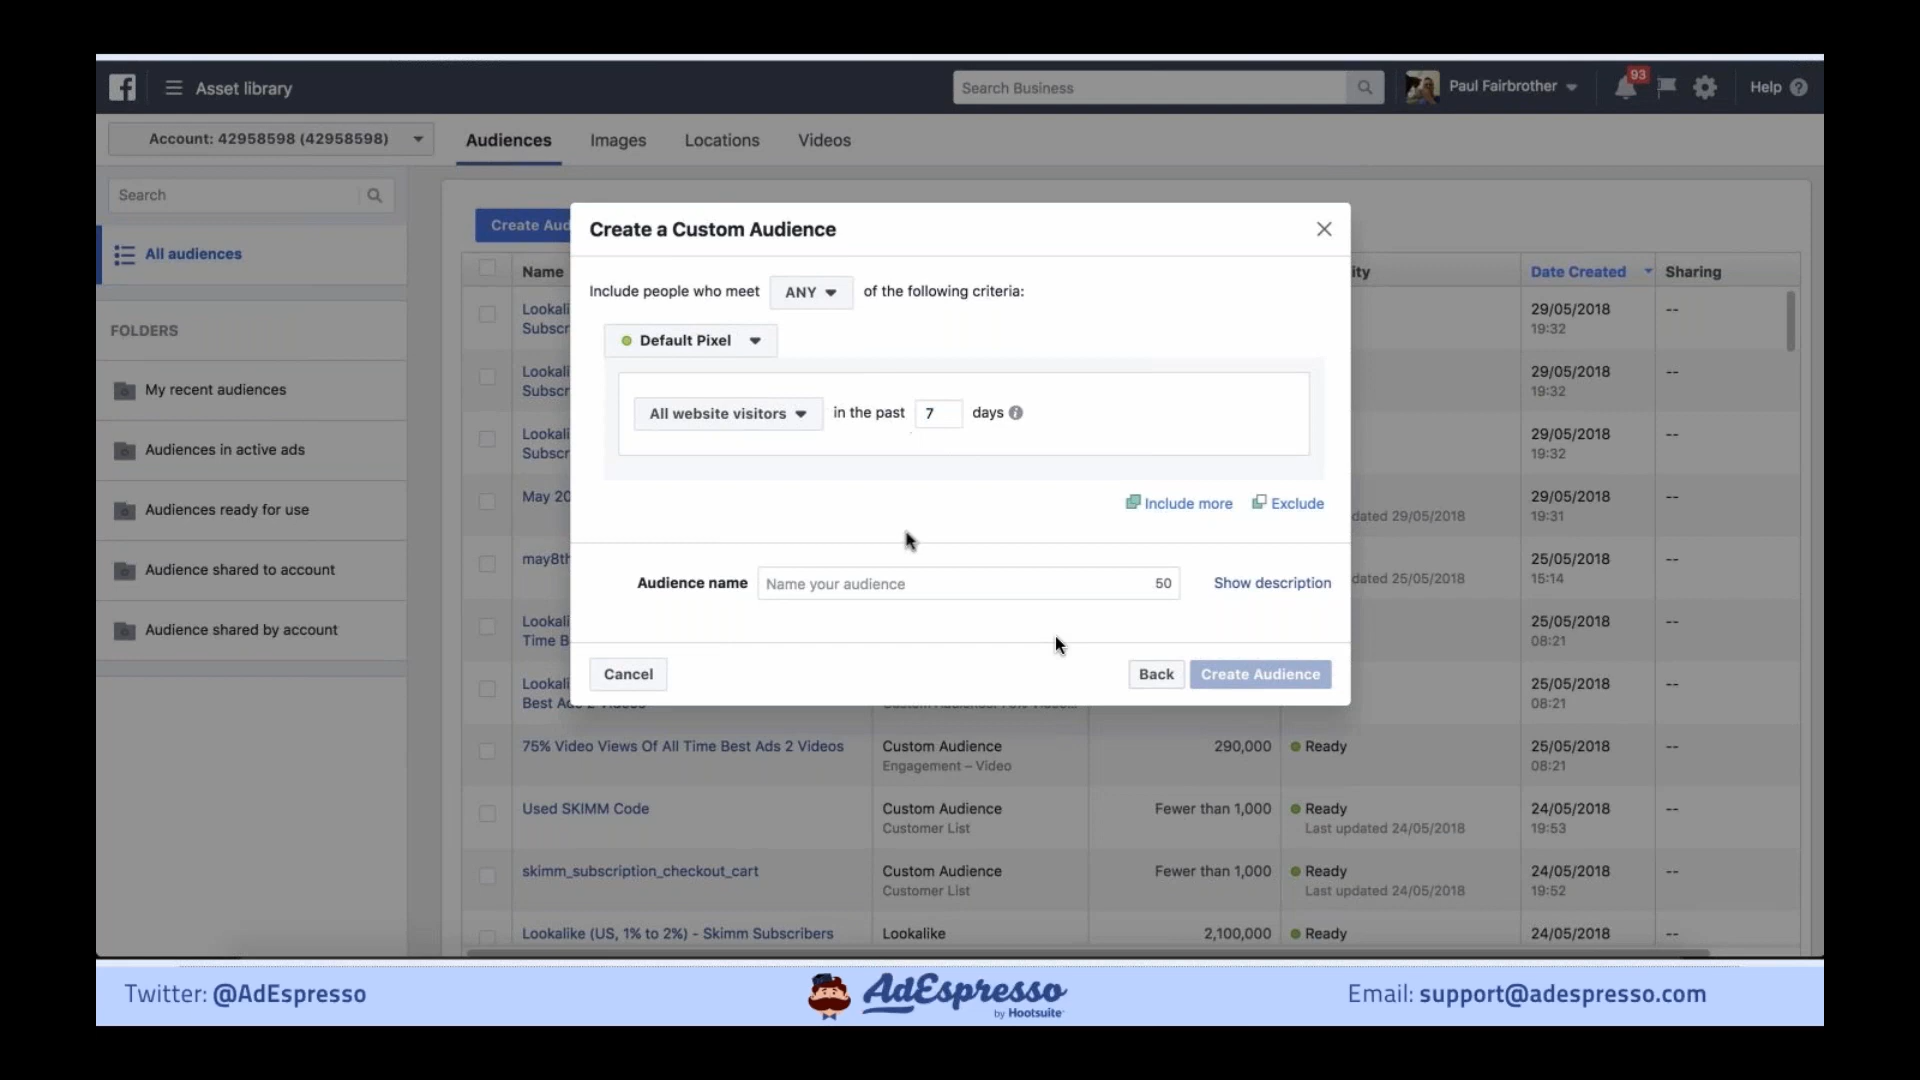 Asset library
Search Business
Paul Fairbrother
93
Help
Account: 42958598 (42958598)
Audiences
Images
Locations
Videos
Search
All audiences
FOLDERS
My recent audiences
Audiences in active ads
Audiences ready for use
Audience shared to account
Audience shared by account
Create Aud
Create a Custom Audience
Include people who meet ANY of the following criteria:
Default Pixel
All website visitors in the past 7 days
Include more
Exclude
Audience name
Name your audience
50
Show description
Cancel
Back
Create Audience
Name
ity
Date Created
Sharing
Lookali
Subscr
29/05/2018
19:32
--
Lookali
Subscr
29/05/2018
19:32
--
Lookali
Subscr
29/05/2018
19:32
--
May 20
dated 29/05/2018
29/05/2018
19:31
--
may8th
dated 25/05/2018
25/05/2018
15:14
--
Lookali
Time B
25/05/2018
08:21
--
Lookali
Best Ads 2 Videos
25/05/2018
08:21
--
75% Video Views Of All Time Best Ads 2 Videos
Custom Audience
Engagement – Video
290,000
Ready
25/05/2018
08:21
--
Used SKIMM Code
Custom Audience
Customer List
Fewer than 1,000
Ready
Last updated 24/05/2018
24/05/2018
19:53
--
skimm_subscription_checkout_cart
Custom Audience
Customer List
Fewer than 1,000
Ready
Last updated 24/05/2018
24/05/2018
19:52
--
Lookalike (US, 1% to 2%) - Skimm Subscribers
Lookalike
2,100,000
Ready
24/05/2018
--
Twitter: @AdEspresso
AdEspresso
by Hootsuite
Email: support@adespresso.com